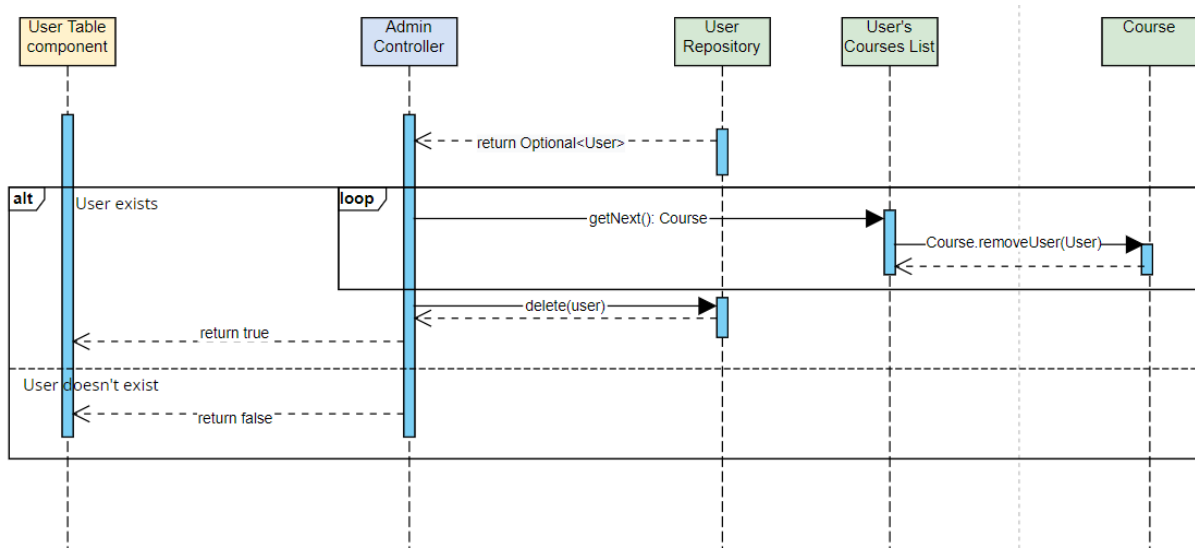 User Table
component
Admin
Controller
User
Repository
User's
Courses List
Course
return Optional<User>
alt
User exists
loop
getNext(): Course
Course.removeUser(User)
delete(user)
return true
User doesn't exist
return false